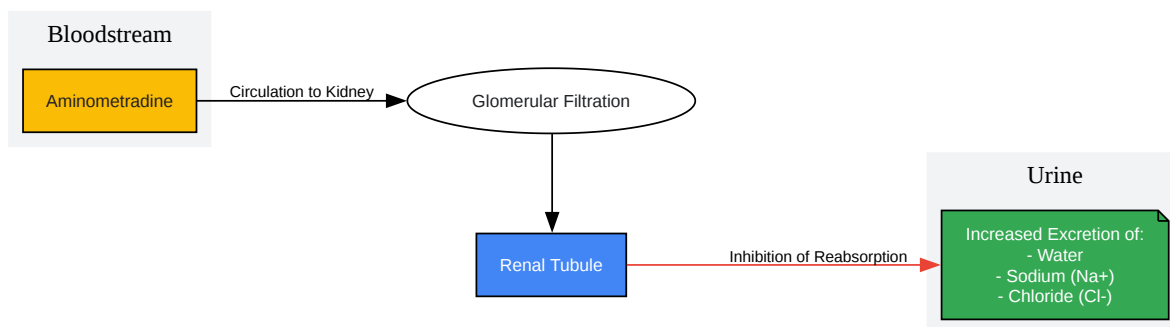 Bloodstream
Aminometradine
Circulation to Kidney
Glomerular Filtration
Renal Tubule
Inhibition of Reabsorption
Urine
Increased Excretion of:
- Water
- Sodium (Na+)
- Chloride (Cl-)